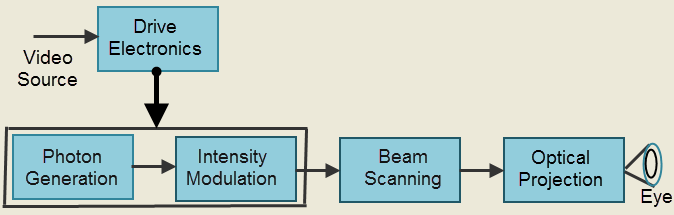 Drive
Electronics
Video
Source
Photon
Generation
Intensity
Modulation
Beam
Scanning
Optical
Projection
Eye